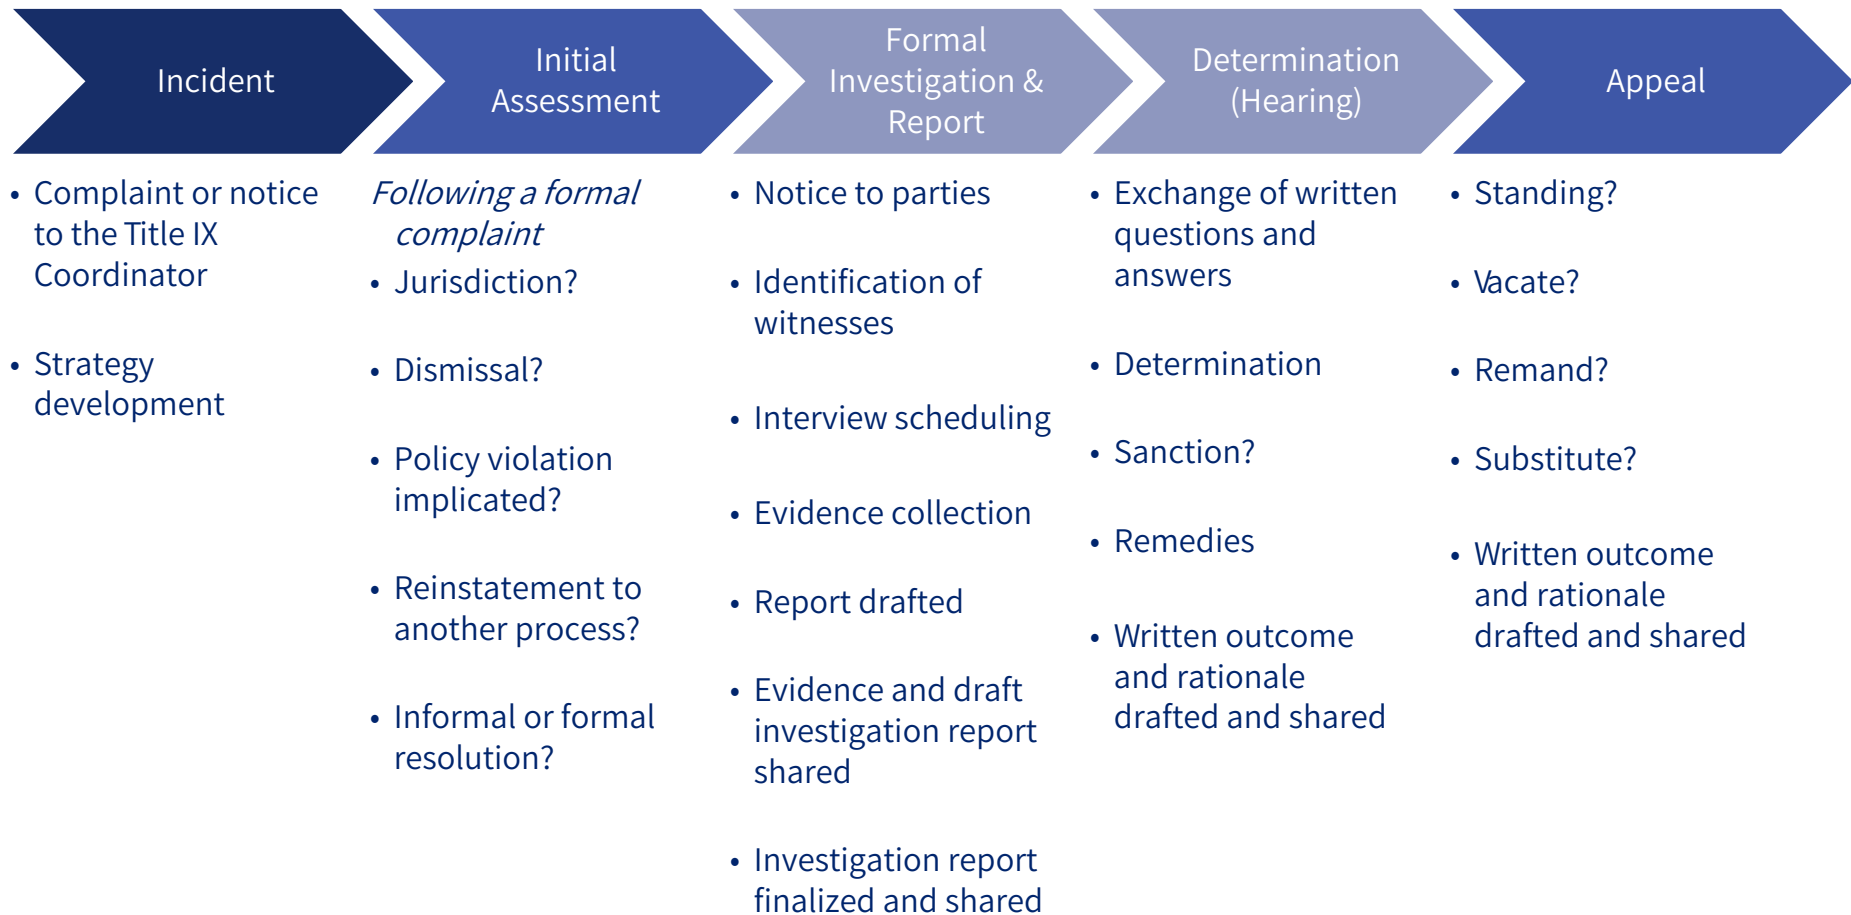 Incident
Initial
Assessment
Formal
Investigation &
Report
Determination
(Hearing)
Appeal
• Complaint or notice
to the Title IX
Coordinator
• Strategy
development
Following a formal
complaint
• Jurisdiction?
• Dismissal?
• Policy violation
implicated?
• Reinstatement to
another process?
• Informal or formal
resolution?
• Notice to parties
• Identification of
witnesses
• Interview scheduling
• Evidence collection
• Report drafted
• Evidence and draft
investigation report
shared
• Investigation report
finalized and shared
• Exchange of written
questions and
answers
• Determination
• Sanction?
• Remedies
• Written outcome
and rationale
drafted and shared
• Standing?
• Vacate?
• Remand?
• Substitute?
• Written outcome
and rationale
drafted and shared